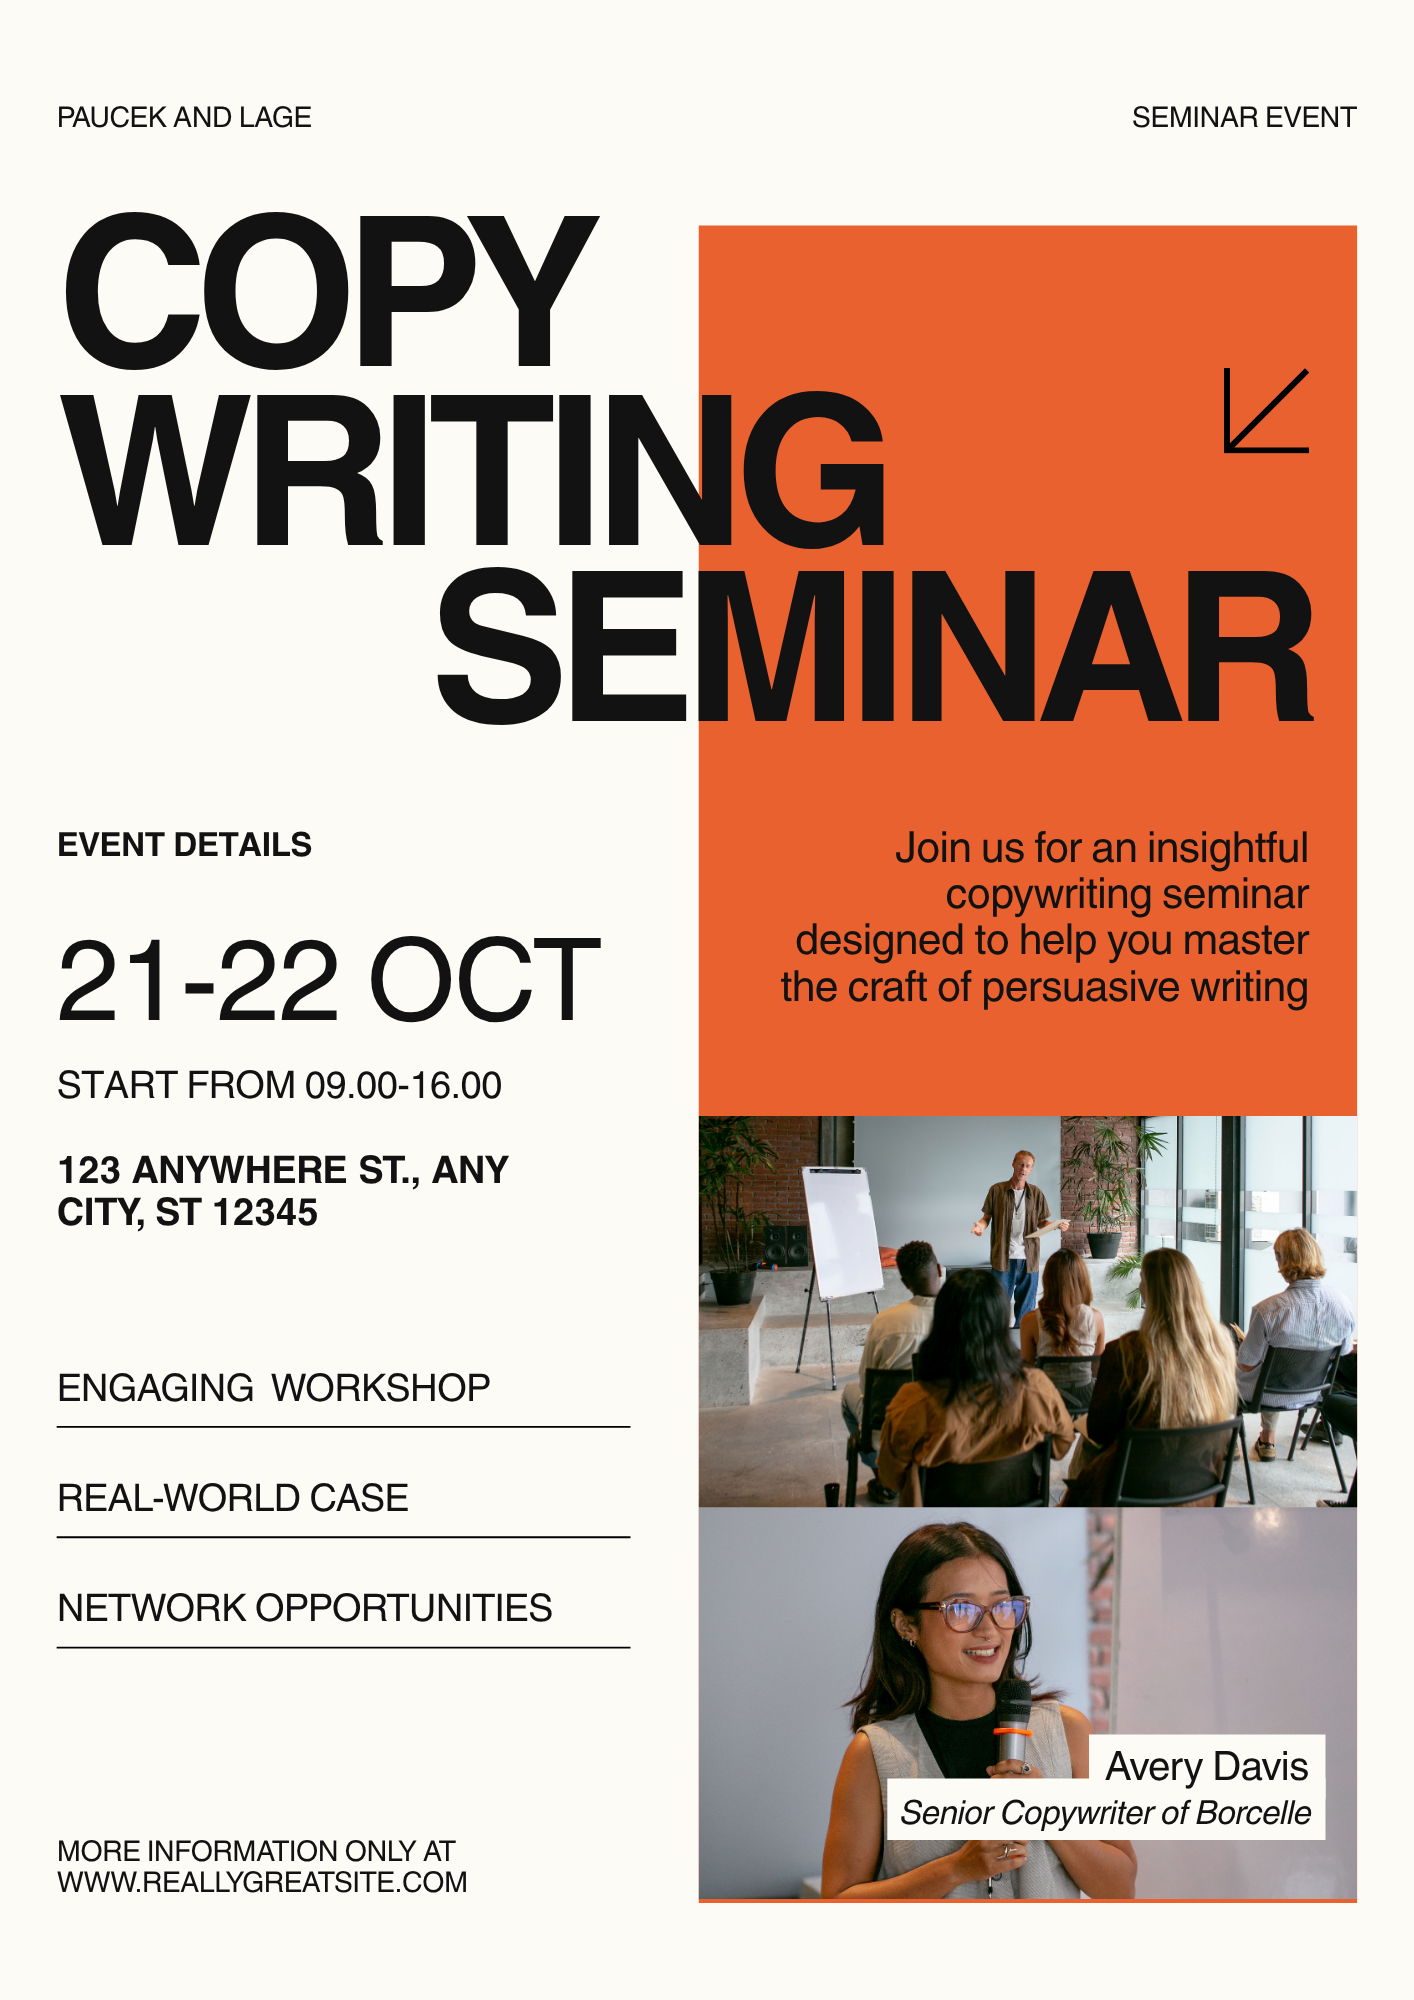 PAUCEK AND LAGE
SEMINAR EVENT
COPY
WRITING
SEMINAR
EVENT DETAILS
21-22 OCT
START FROM 09.00-16.00
123 ANYWHERE ST., ANY
CITY, ST 12345
Join us for an insightful
copywriting seminar
designed to help you master
the craft of persuasive writing
ENGAGING  WORKSHOP
REAL-WORLD CASE
NETWORK OPPORTUNITIES
Avery Davis
Senior Copywriter of Borcelle
MORE INFORMATION ONLY AT
WWW.REALLYGREATSITE.COM